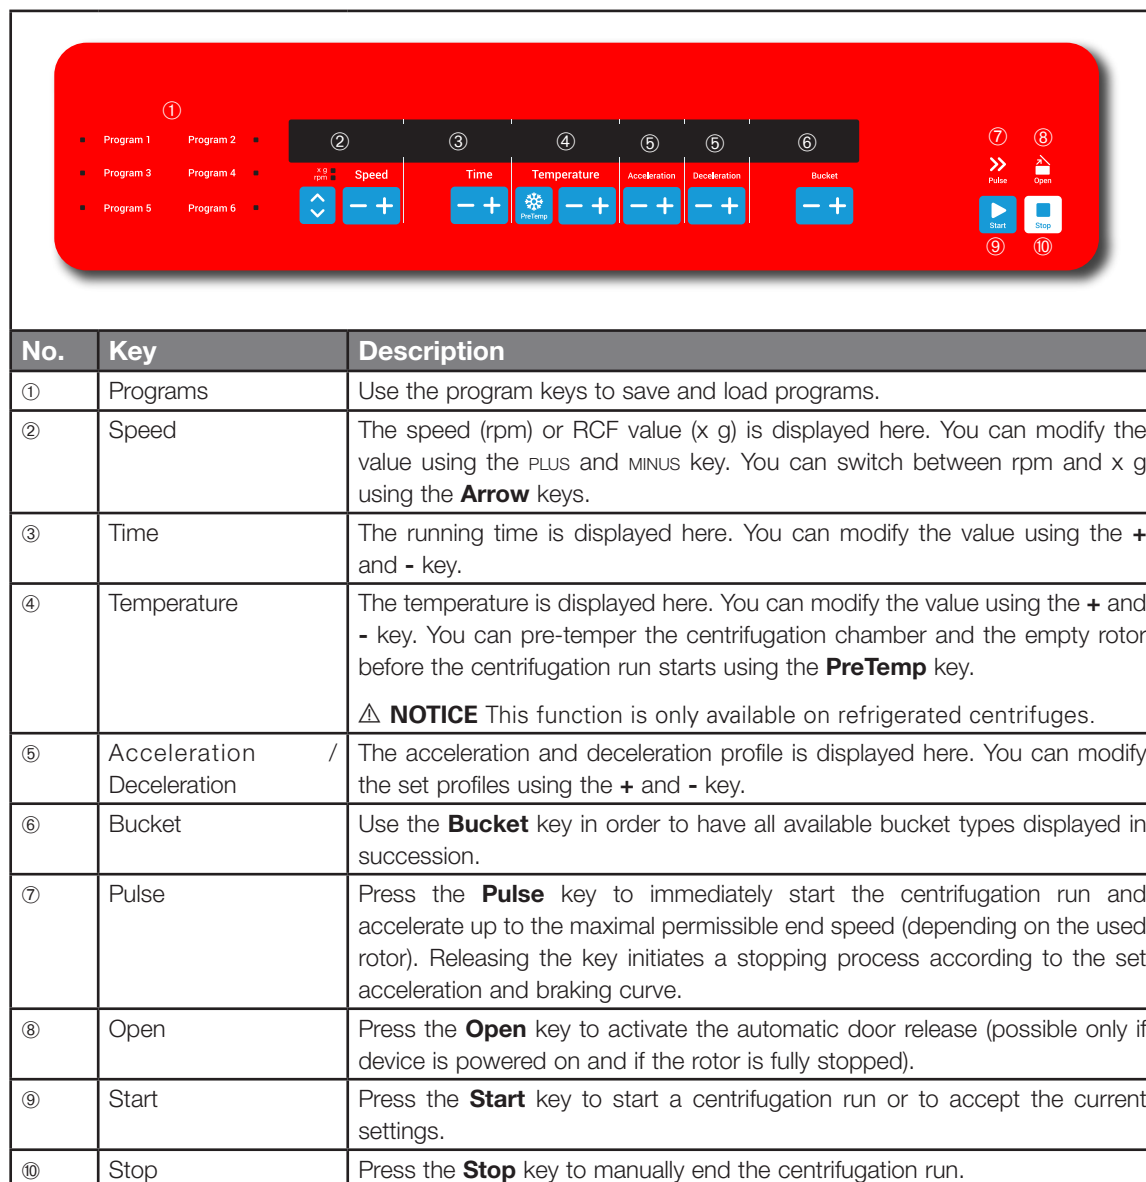 ①
Program 1 Program 2 ② ③ ④ ⑤ ⑤ ⑥ ⑦ ⑧
Program 3 Program 4 x g rpm Speed Time Temperature Acceleration Deceleration Bucket Pulse Open
Program 5 Program 6 − + − + PreTemp − + − + − + − + Start Stop
⑨ ⑩
No. Key Description
① Programs Use the program keys to save and load programs.
② Speed The speed (rpm) or RCF value (x g) is displayed here. You can modify the
value using the PLUS and MINUS key. You can switch between rpm and x g
using the Arrow keys.
③ Time The running time is displayed here. You can modify the value using the +
and - key.
④ Temperature The temperature is displayed here. You can modify the value using the + and
- key. You can pre-temper the centrifugation chamber and the empty rotor
before the centrifugation run starts using the PreTemp key.
⚠ NOTICE This function is only available on refrigerated centrifuges.
⑤ Acceleration / The acceleration and deceleration profile is displayed here. You can modify
Deceleration the set profiles using the + and - key.
⑥ Bucket Use the Bucket key in order to have all available bucket types displayed in
succession.
⑦ Pulse Press the Pulse key to immediately start the centrifugation run and
accelerate up to the maximal permissible end speed (depending on the used
rotor). Releasing the key initiates a stopping process according to the set
acceleration and braking curve.
⑧ Open Press the Open key to activate the automatic door release (possible only if
device is powered on and if the rotor is fully stopped).
⑨ Start Press the Start key to start a centrifugation run or to accept the current
settings.
⑩ Stop Press the Stop key to manually end the centrifugation run.